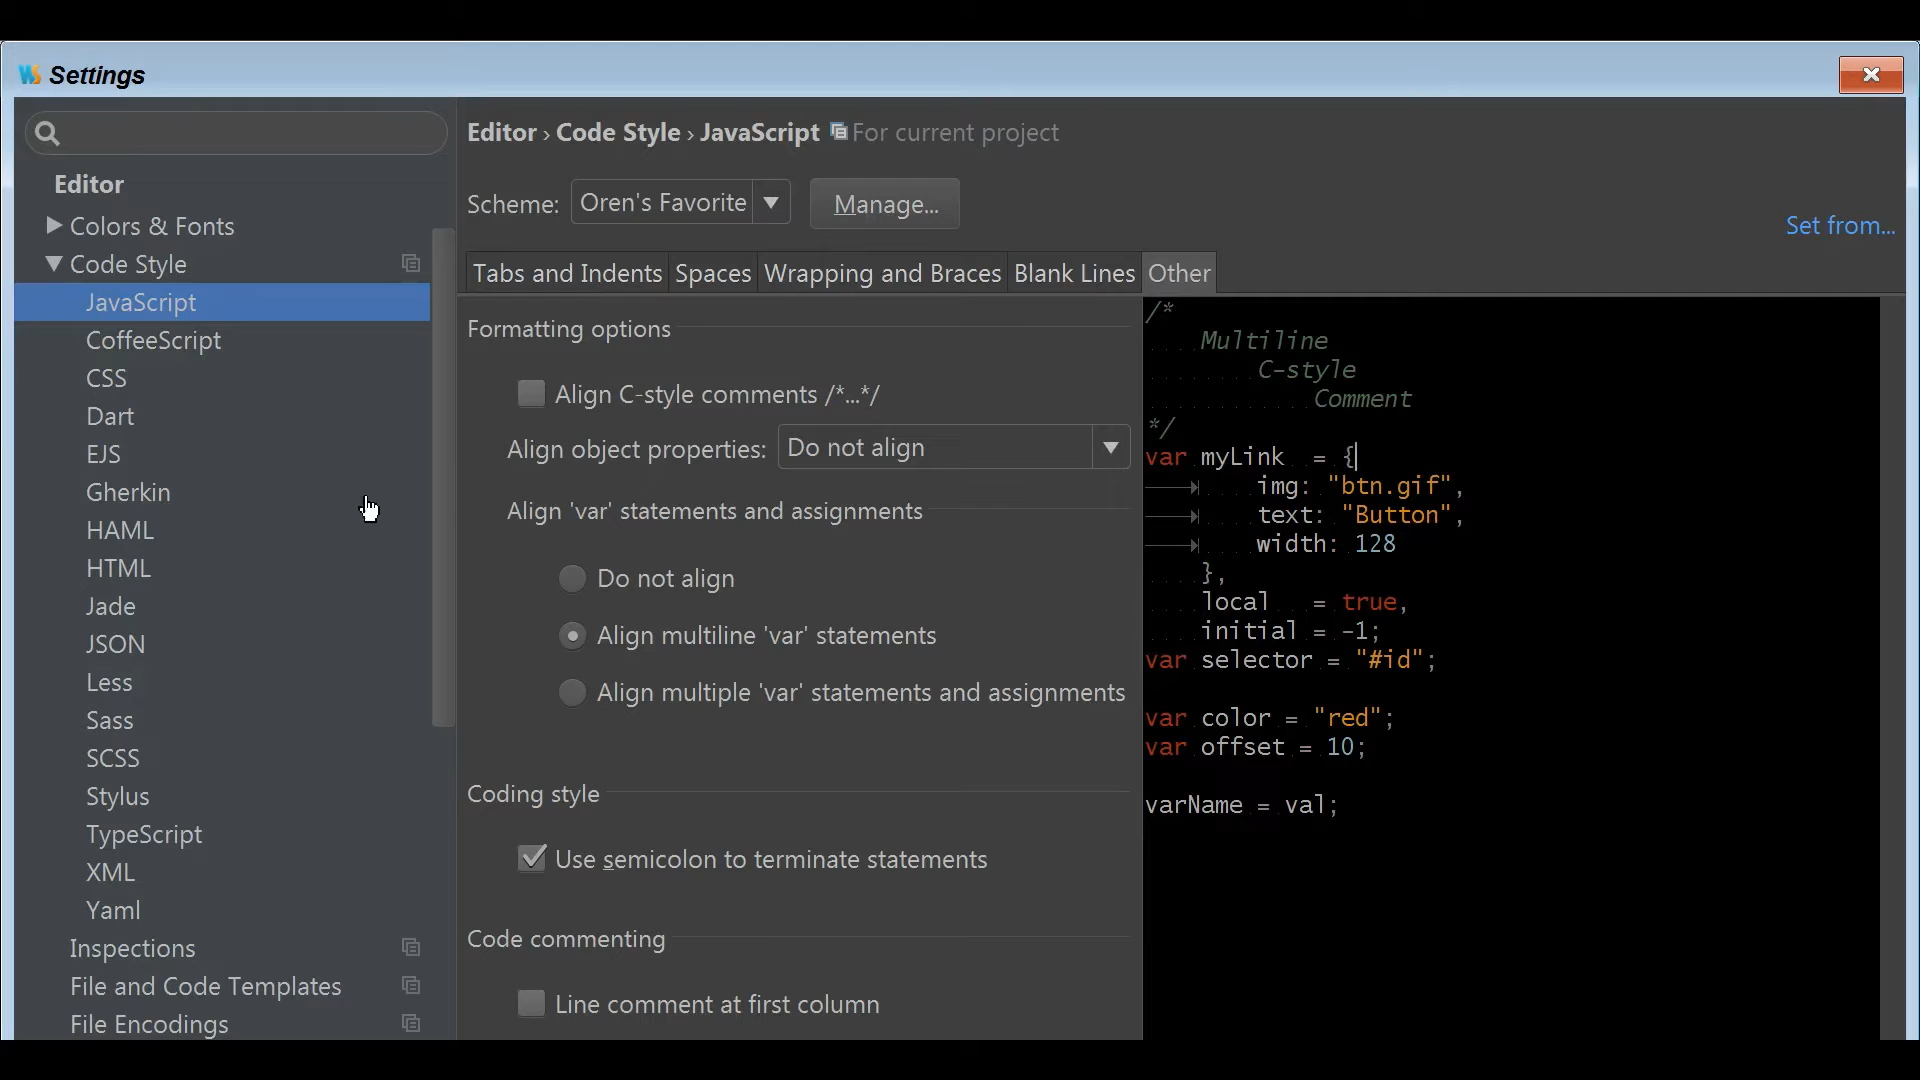 WS Settings
Editor
Colors & Fonts
Code Style
JavaScript
CoffeeScript
CSS
Dart
EJS
Gherkin
HAML
HTML
Jade
JSON
Less
Sass
SCSS
Stylus
TypeScript
XML
Yaml
Inspections
File and Code Templates
File Encodings
Editor › Code Style › JavaScript For current project
Scheme: Oren's Favorite Manage...
Set from...
Tabs and Indents Spaces Wrapping and Braces Blank Lines Other
Formatting options
Align C-style comments /*...*/
Align object properties: Do not align
Align 'var' statements and assignments
Do not align
Align multiline 'var' statements
Align multiple 'var' statements and assignments
Coding style
Use semicolon to terminate statements
Code commenting
Line comment at first column
/*
Multiline
C-style
Comment
*/
var myLink = {
img: "btn.gif",
text: "Button",
width: 128
},
local = true,
initial = -1;
var selector = "#id";
var color = "red";
var offset = 10;
varName = val;